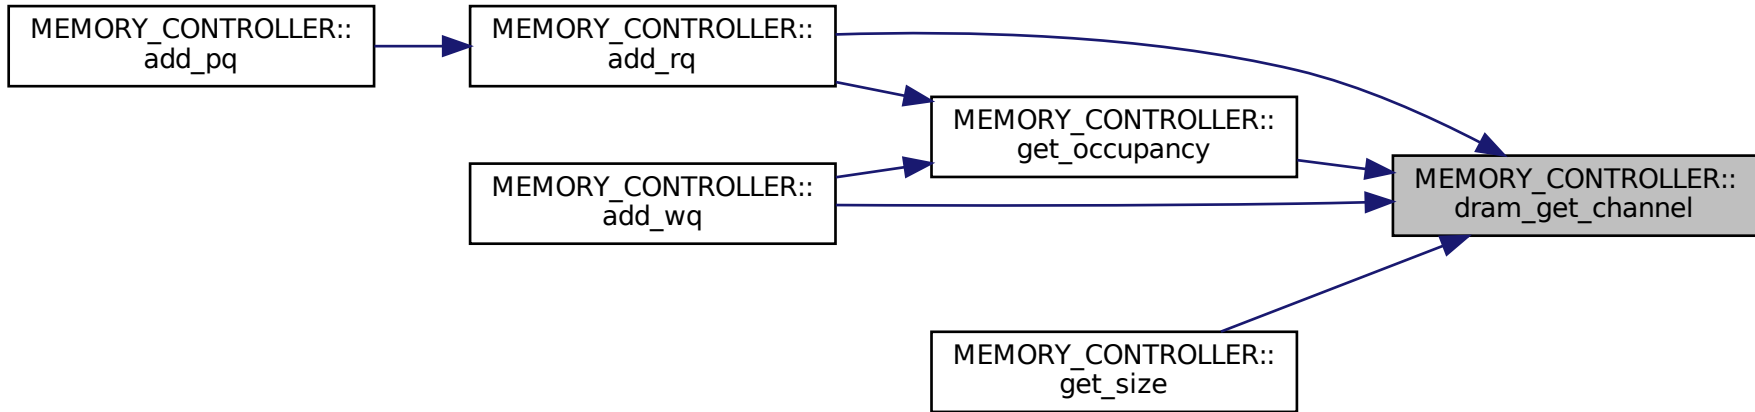 MEMORY_CONTROLLER::
add_pq
MEMORY_CONTROLLER::
add_rq
MEMORY_CONTROLLER::
get_occupancy
MEMORY_CONTROLLER::
add_wq
MEMORY_CONTROLLER::
dram_get_channel
MEMORY_CONTROLLER::
get_size